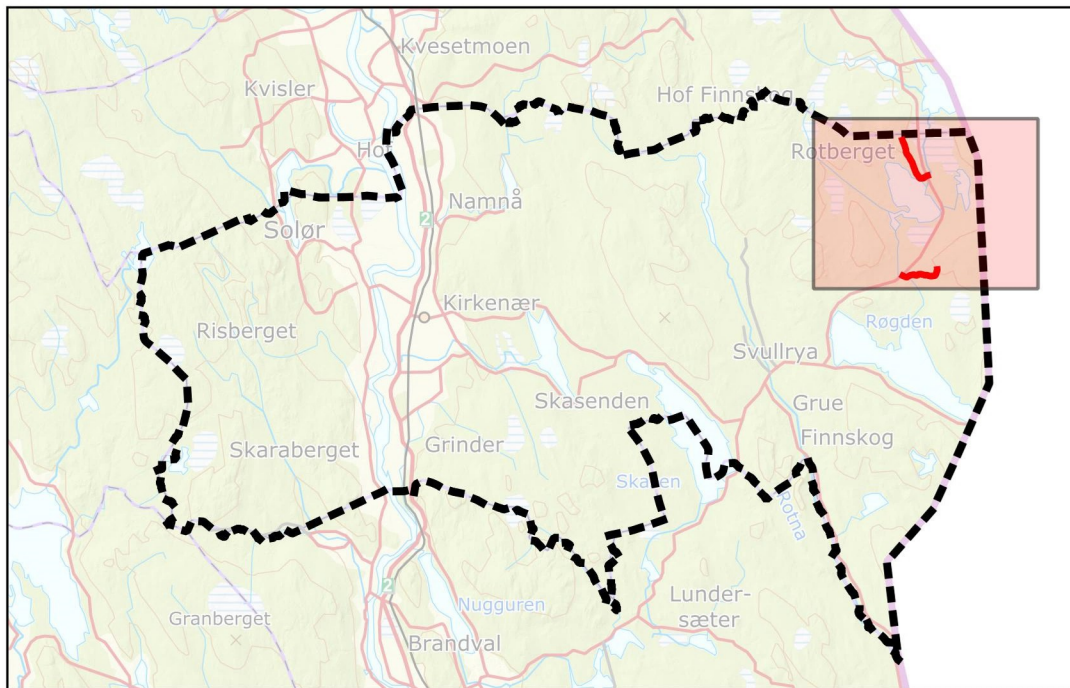 Kvesetmoen
Kvisler
Hof Finnskog
Hof
Rotberget
Namnå
2
Solør
Kirkenær
Risberget
Røgden
Svullrya
Skasenden
Grue
Finnskog
Skaraberget
Grinder
Skasen
Rotna
2
Nugguren
Lunder-
sæter
Granberget
Brandval